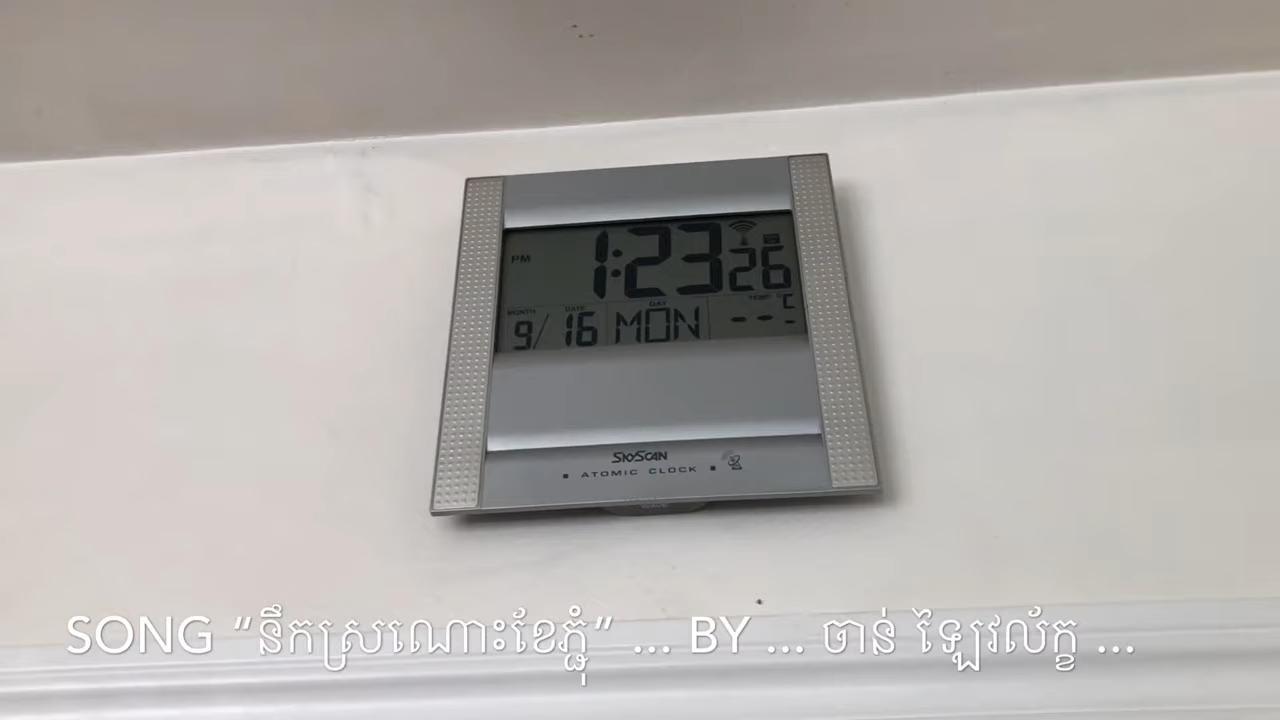 PM 1:23 26
MONTH DATE DAY TEMP °C
9/ 16 MON --.-
SKYSCAN
ATOMIC CLOCK
SONG “នឹកស្រណោះខែភ្ជុំ” ... BY ... ចាន់ ឡៃវល័ក្ខ ...